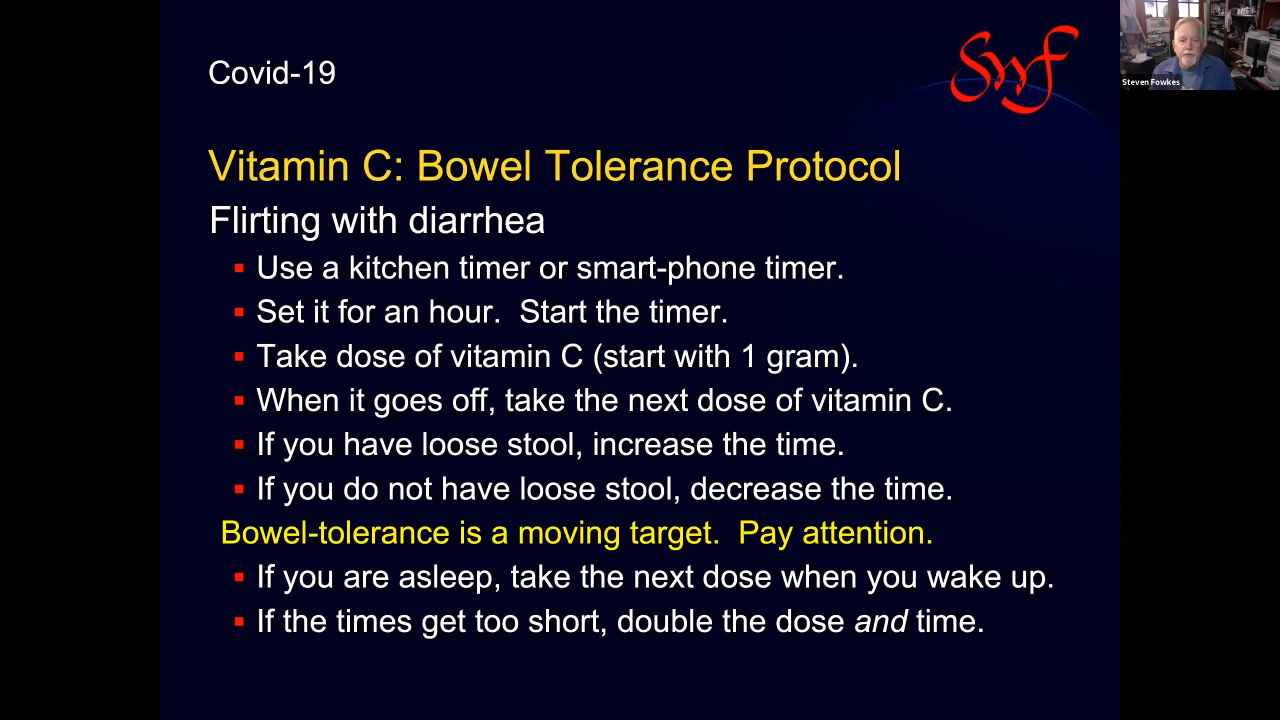 Covid-19
Swf
Steven Fowkes
Vitamin C: Bowel Tolerance Protocol
Flirting with diarrhea
▪ Use a kitchen timer or smart-phone timer.
▪ Set it for an hour.  Start the timer.
▪ Take dose of vitamin C (start with 1 gram).
▪ When it goes off, take the next dose of vitamin C.
▪ If you have loose stool, increase the time.
▪ If you do not have loose stool, decrease the time.
Bowel-tolerance is a moving target.  Pay attention.
▪ If you are asleep, take the next dose when you wake up.
▪ If the times get too short, double the dose and time.